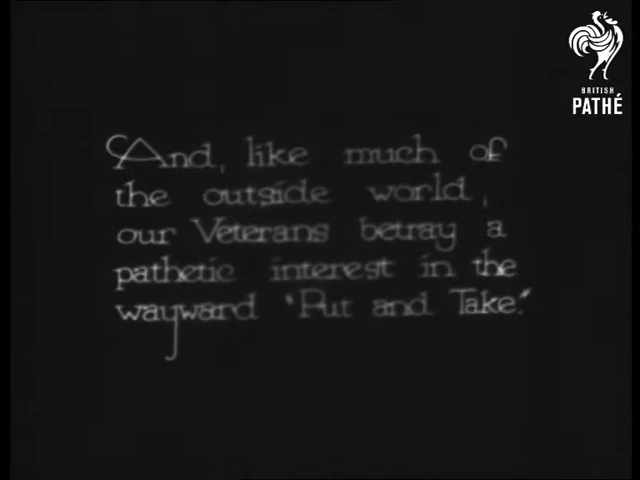 BRITISH
PATHÉ
And, like much of
the outside world,
our Veterans betray a
pathetic interest in the
wayward "Put and Take."